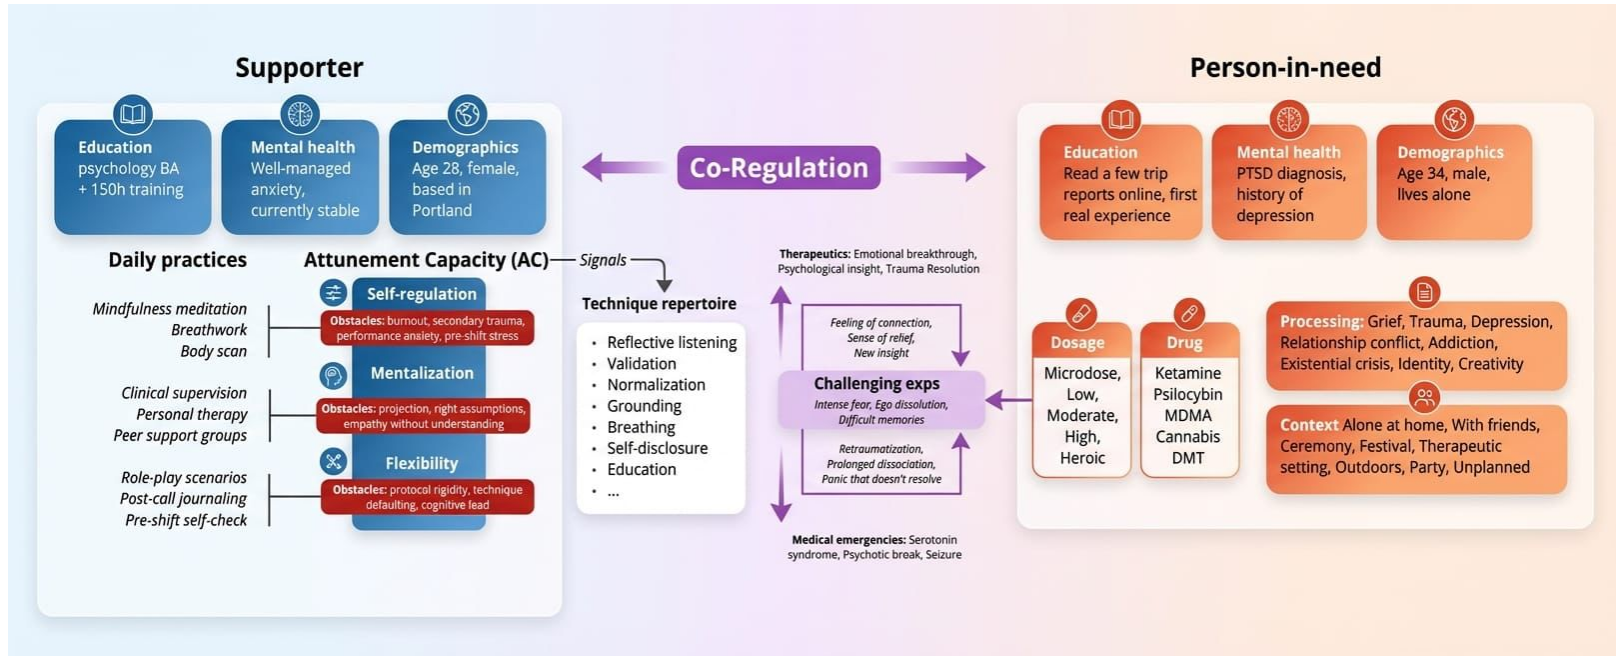 Supporter
Education
psychology BA
+ 150h training
Mental health
Well-managed
anxiety,
currently stable
Demographics
Age 28, female,
based in
Portland
Daily practices
Mindfulness meditation
Breathwork
Body scan
Clinical supervision
Personal therapy
Peer support groups
Role-play scenarios
Post-call journaling
Pre-shift self-check
Attunement Capacity (AC)
Self-regulation
Obstacles: burnout, secondary trauma,
performance anxiety, pre-shift stress
Mentalization
Obstacles: projection, right assumptions,
empathy without understanding
Flexibility
Obstacles: protocol rigidity, technique
defaulting, cognitive lead
Signals
Technique repertoire
• Reflective listening
• Validation
• Normalization
• Grounding
• Breathing
• Self-disclosure
• Education
• ...
Co-Regulation
Therapeutics: Emotional breakthrough,
Psychological insight, Trauma Resolution
Feeling of connection,
Sense of relief,
New insight
Challenging exps
Intense fear, Ego dissolution,
Difficult memories
Retraumatization,
Prolonged dissociation,
Panic that doesn't resolve
Medical emergencies: Serotonin
syndrome, Psychotic break, Seizure
Person-in-need
Education
Read a few trip
reports online, first
real experience
Mental health
PTSD diagnosis,
history of
depression
Demographics
Age 34, male,
lives alone
Dosage
Microdose,
Low,
Moderate,
High,
Heroic
Drug
Ketamine
Psilocybin
MDMA
Cannabis
DMT
Processing: Grief, Trauma, Depression,
Relationship conflict, Addiction,
Existential crisis, Identity, Creativity
Context Alone at home, With friends,
Ceremony, Festival, Therapeutic
setting, Outdoors, Party, Unplanned